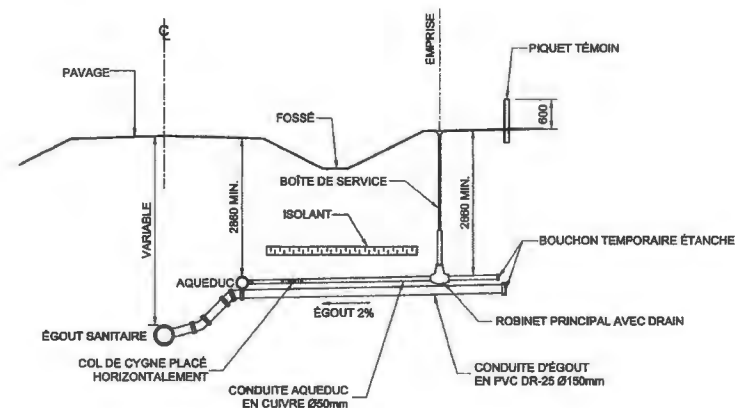 ℄
EMPRISE
PIQUET TÉMOIN
PAVAGE
600
FOSSÉ
BOÎTE DE SERVICE
VARIABLE
2860 MIN.
2860 MIN.
ISOLANT
BOUCHON TEMPORAIRE ÉTANCHE
AQUEDUC
ÉGOUT 2%
ROBINET PRINCIPAL AVEC DRAIN
ÉGOUT SANITAIRE
COL DE CYGNE PLACÉ
HORIZONTALEMENT
CONDUITE D'ÉGOUT
EN PVC DR-25 Ø150mm
CONDUITE AQUEDUC
EN CUIVRE Ø50mm